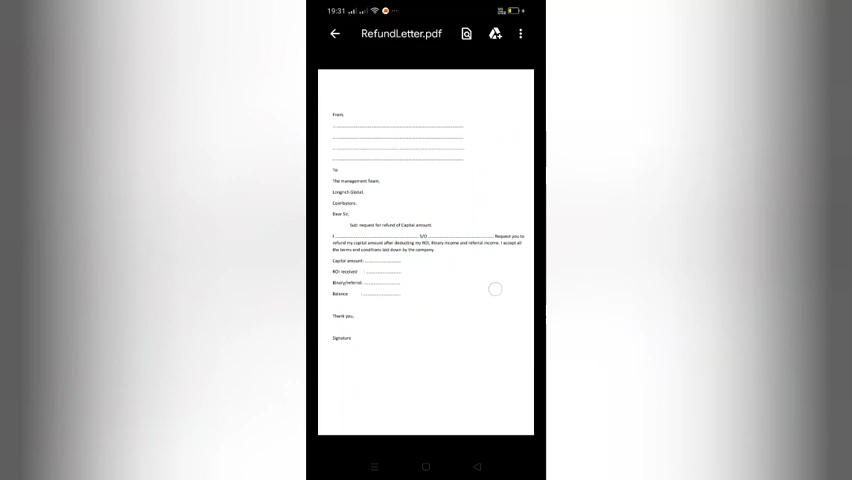 19:31
RefundLetter.pdf
From,
To
The management Team,
Longrich Global,
Coimbatore.
Dear Sir,
Sub: request for refund of Capital amount.
I ........................................ S/O ................................ Request you to
refund my capital amount after deducting my ROI, Binary income and referral income. I accept all
the terms and conditions laid down by the company.
Capital amount: ....................
ROI received : ....................
Binary/referral: ....................
Balance : ....................
Thank you,
Signature